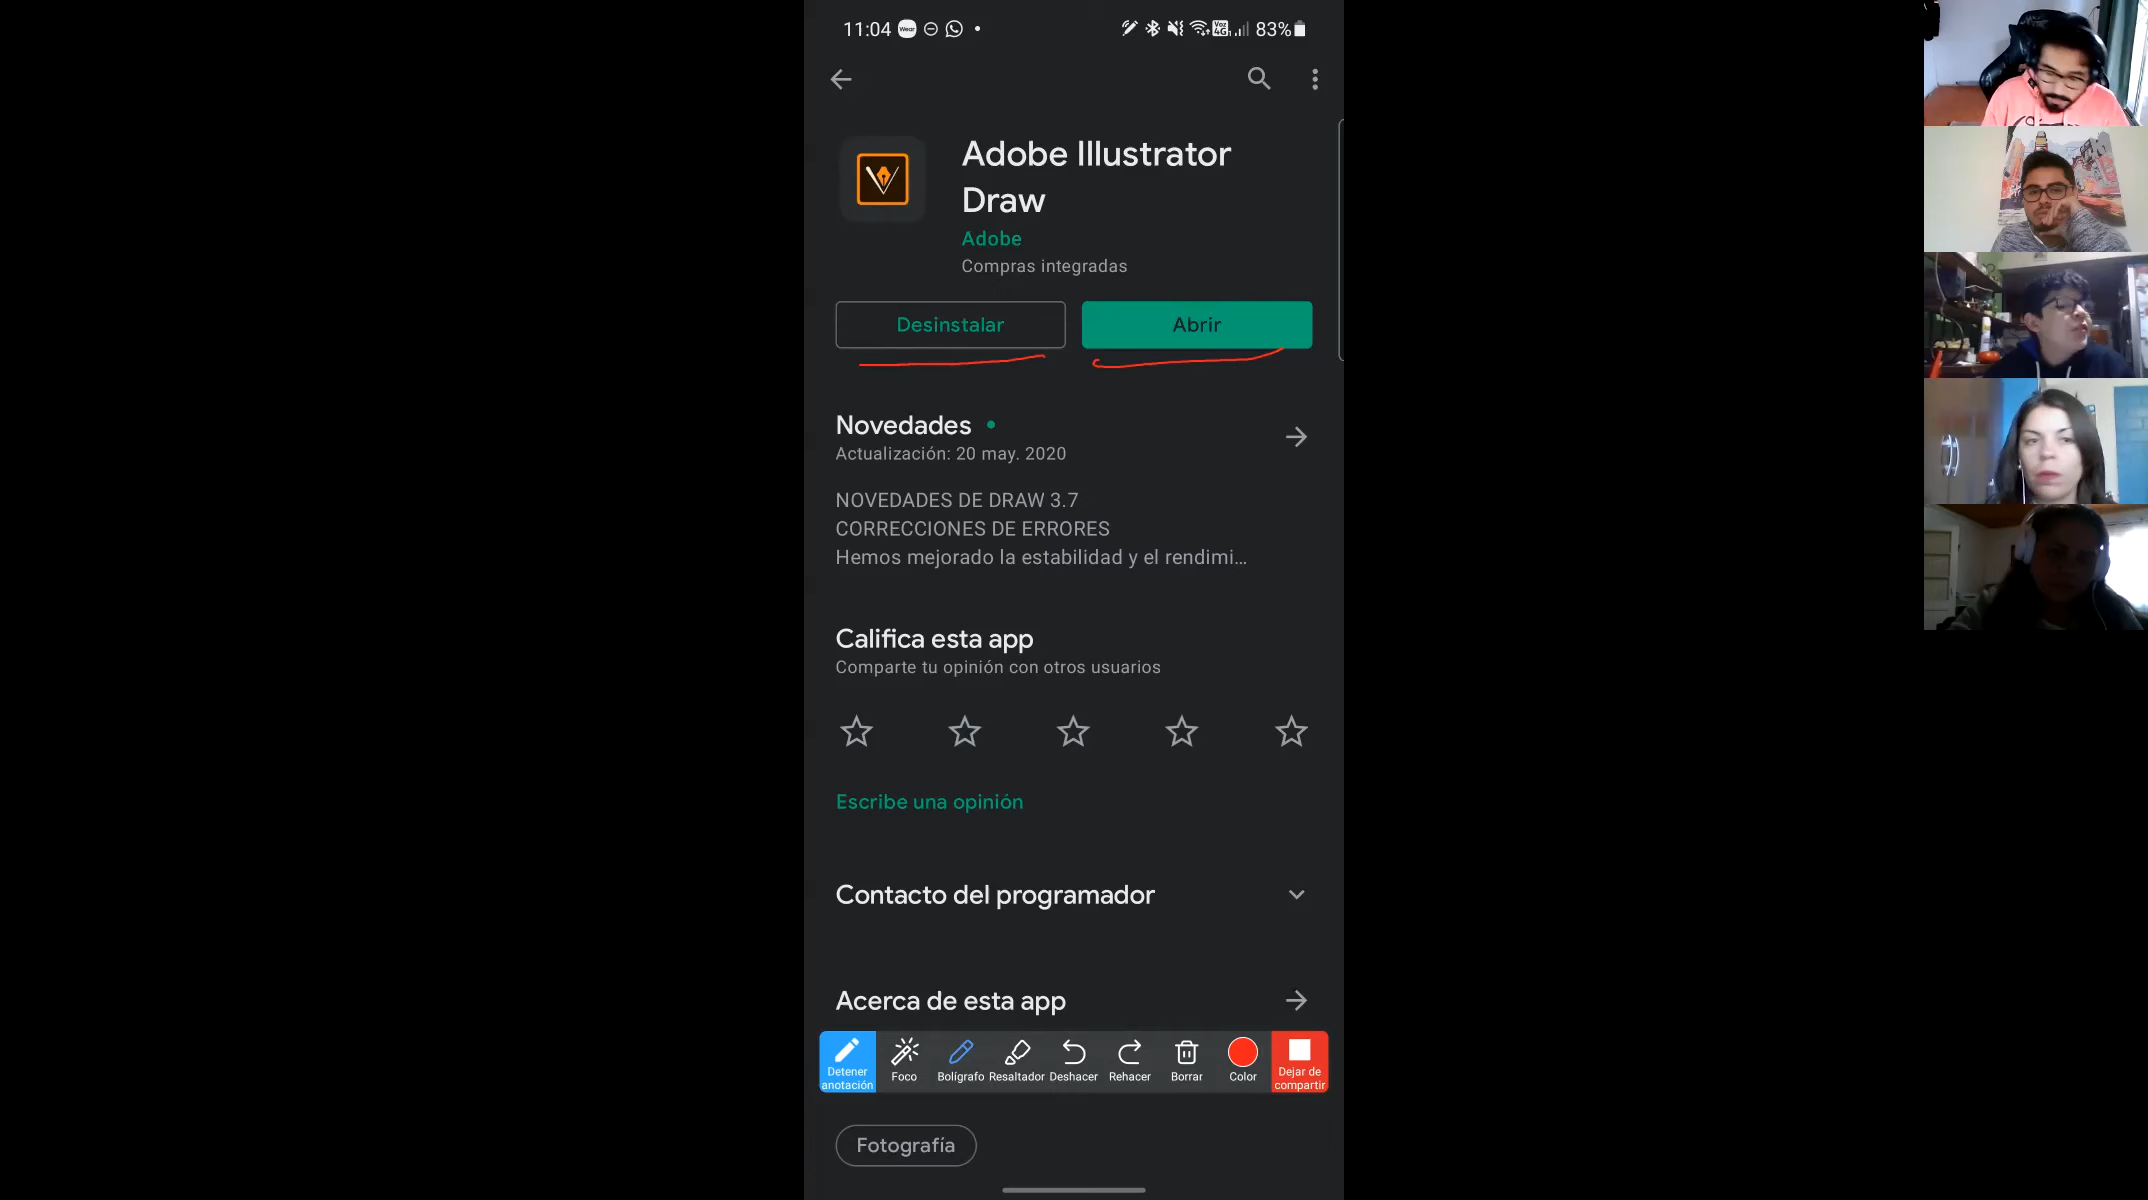 11:04
Wear
Voz
4G
83%
Adobe Illustrator
Draw
Adobe
Compras integradas
Desinstalar
Abrir
Novedades
Actualización: 20 may. 2020
NOVEDADES DE DRAW 3.7
CORRECCIONES DE ERRORES
Hemos mejorado la estabilidad y el rendimi...
Califica esta app
Comparte tu opinión con otros usuarios
Escribe una opinión
Contacto del programador
Acerca de esta app
Detener
anotación
Foco
Bolígrafo
Resaltador
Deshacer
Rehacer
Borrar
Color
Dejar de
compartir
Fotografía